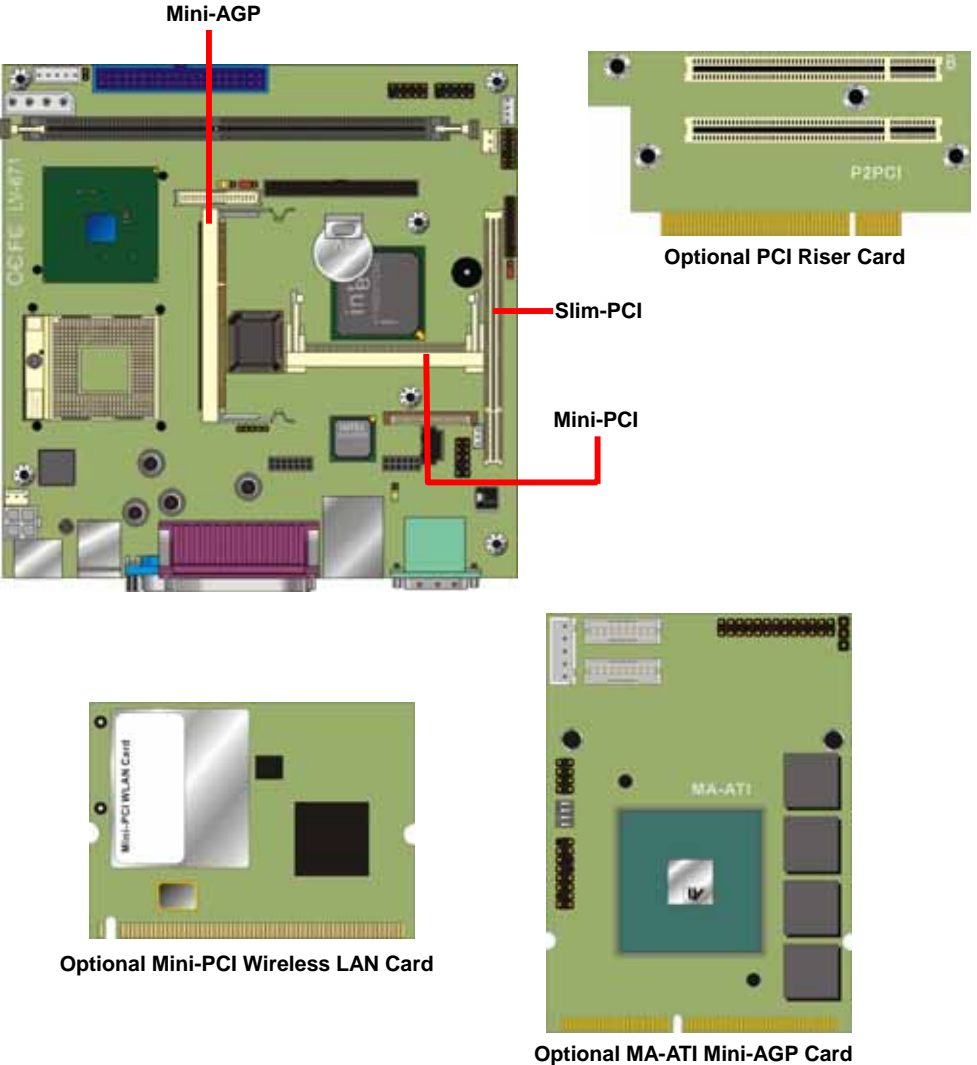 Mini-AGP
B
LV-671
P2PCI
Optional PCI Riser Card
Slim-PCI
Mini-PCI
Mini-PCI WLAN Card
MA-ATI
LV
Optional Mini-PCI Wireless LAN Card
Optional MA-ATI Mini-AGP Card